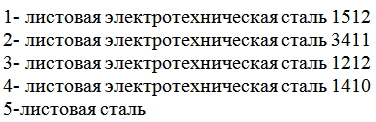 1- листовая электротехническая сталь 1512
2- листовая электротехническая сталь 3411
3- листовая электротехническая сталь 1212
4- листовая электротехническая сталь 1410
5-листовая сталь